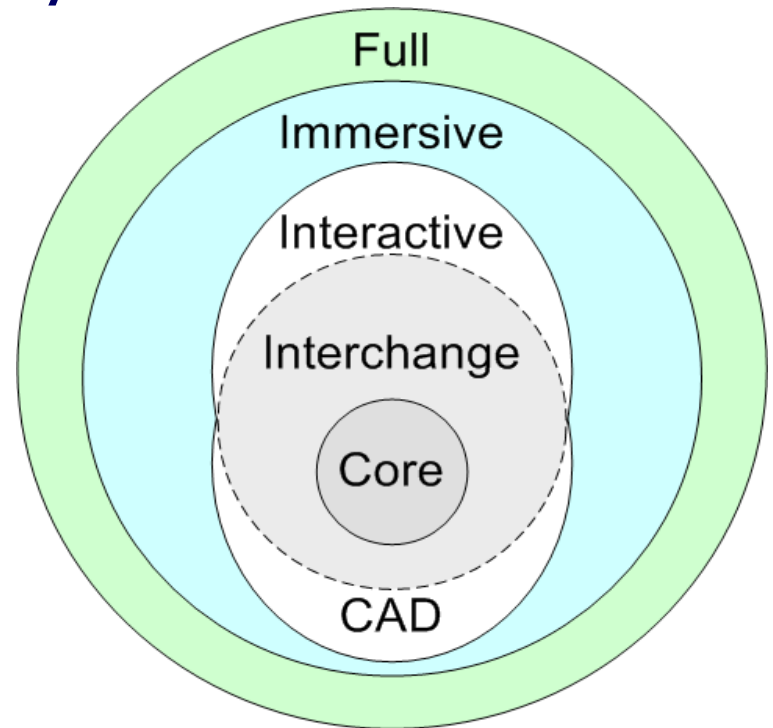 Full
Immersive
Interactive
Interchange
Core
CAD